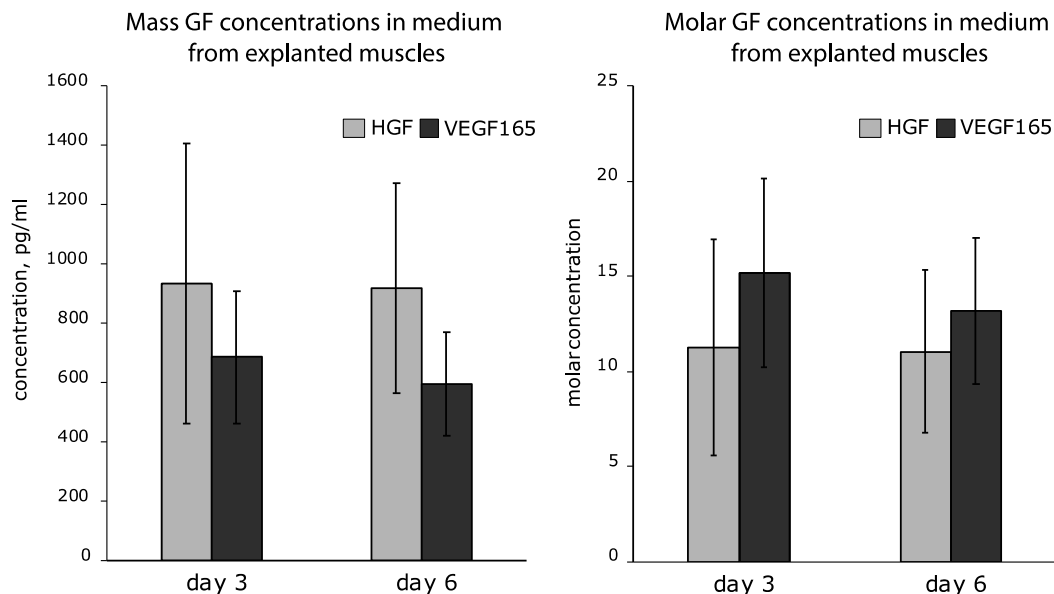 Mass GF concentrations in medium
from explanted muscles
1600
1400
1200
1000
800
600
400
200
0
concentration, pg/ml
HGF VEGF165
day 3 day 6
Molar GF concentrations in medium
from explanted muscles
25
20
15
10
5
0
molar concentration
HGF VEGF165
day 3 day 6